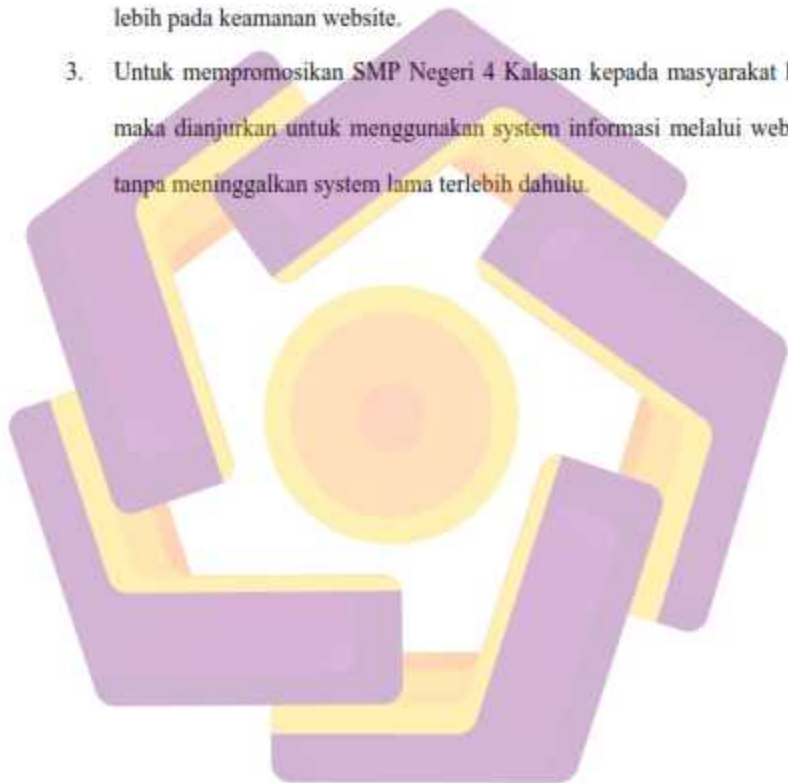 lebih pada keamanan website.
3. Untuk mempromosikan SMP Negeri 4 Kalasan kepada masyarakat
maka dianjurkan untuk menggunakan system informasi melalui web
tanpa meninggalkan system lama terlebih dahulu.